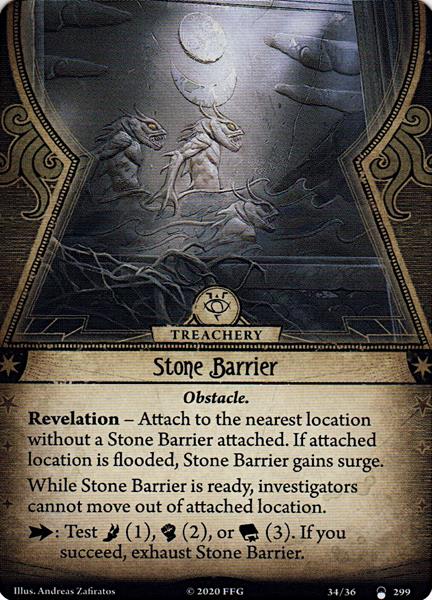 TREACHERY
Stone Barrier
Obstacle.
Revelation – Attach to the nearest location
without a Stone Barrier attached. If attached
location is flooded, Stone Barrier gains surge.
While Stone Barrier is ready, investigators
cannot move out of attached location.
: Test (1), (2), or (3). If you
succeed, exhaust Stone Barrier.
Illus. Andreas Zafiratos © 2020 FFG 34/36 299